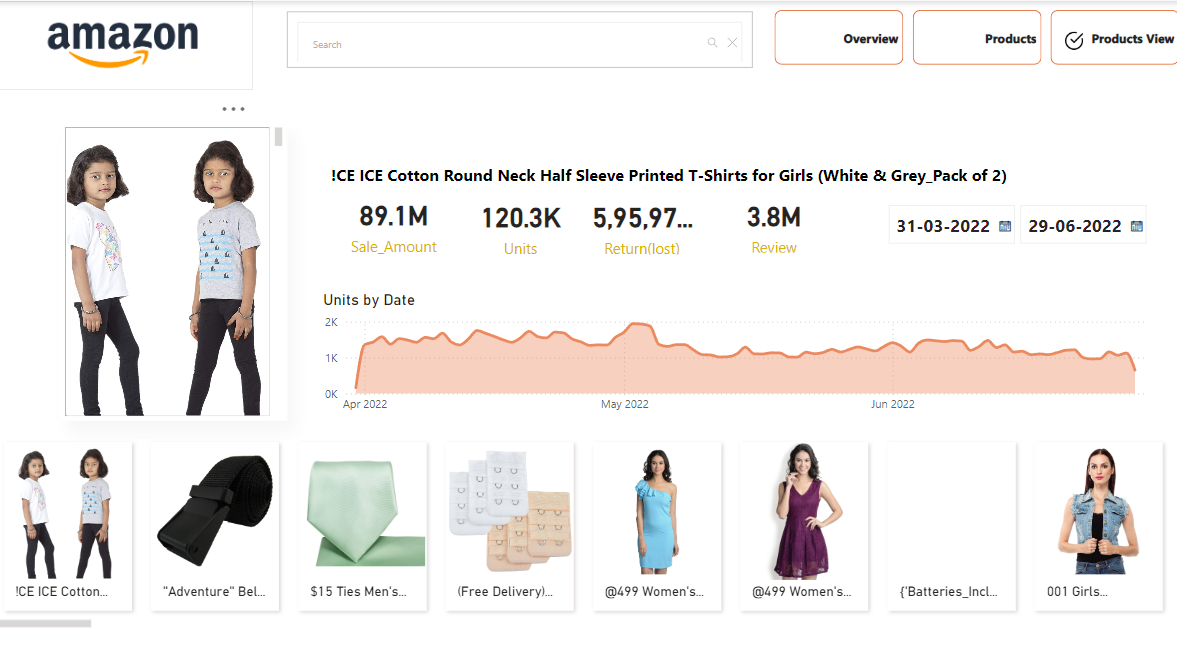 amazon
Search
Overview
Products
Products View
!CE ICE Cotton Round Neck Half Sleeve Printed T-Shirts for Girls (White & Grey_Pack of 2)
89.1M
Sale_Amount
120.3K
Units
5,95,97...
Return(lost)
3.8M
Review
31-03-2022
29-06-2022
Units by Date
2K
1K
0K
Apr 2022
May 2022
Jun 2022
!CE ICE Cotton...
"Adventure" Bel...
$15 Ties Men's...
(Free Delivery)...
@499 Women's...
@499 Women's...
{'Batteries_Incl...
001 Girls...